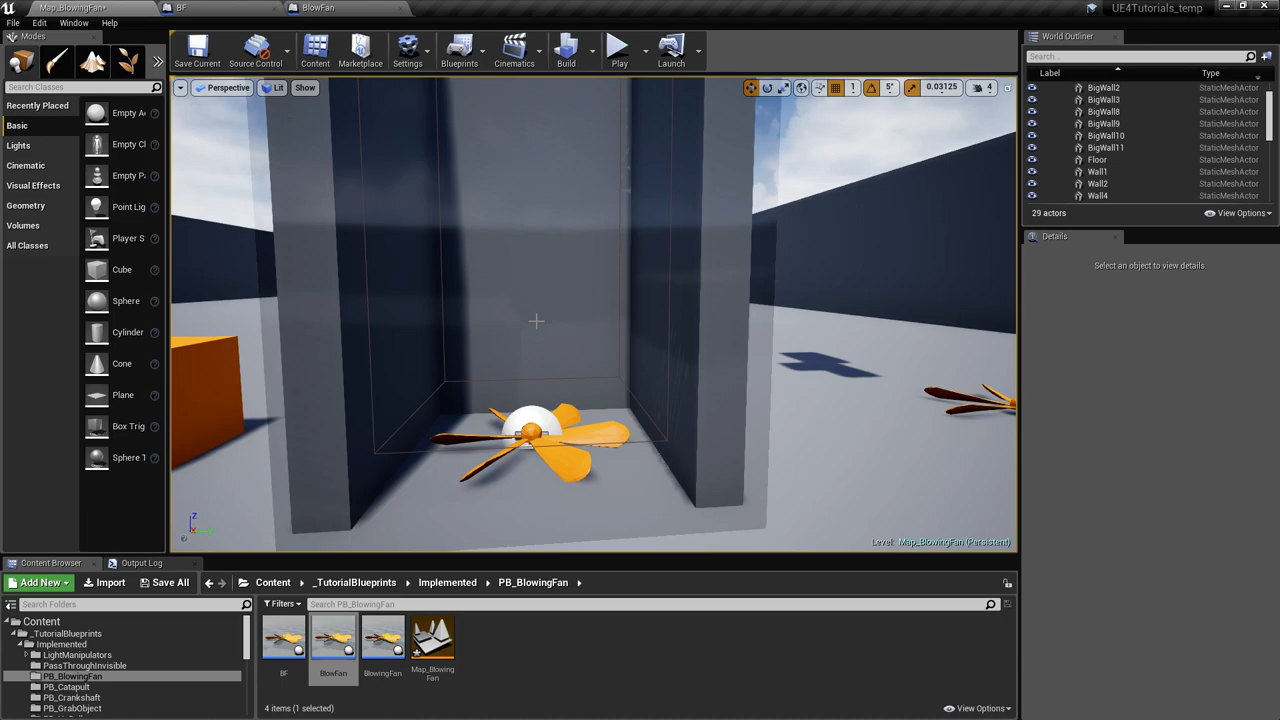 Map_BlowingFan*
BF
BlowFan
UE4Tutorials_temp
File Edit Window Help
Modes
Search Classes
Recently Placed
Basic
Lights
Cinematic
Visual Effects
Geometry
Volumes
All Classes
Empty Ac
Empty Cl
Empty P
Point Lig
Player S
Cube
Sphere
Cylinder
Cone
Plane
Box Trig
Sphere T
Save Current
Source Control
Content
Marketplace
Settings
Blueprints
Cinematics
Build
Play
Launch
Perspective
Lit
Show
1
5°
0.03125
4
Z
Level: Map_BlowingFan (Persistent)
World Outliner
Search...
Label Type
BigWall2 StaticMeshActor
BigWall3 StaticMeshActor
BigWall8 StaticMeshActor
BigWall9 StaticMeshActor
BigWall10 StaticMeshActor
BigWall11 StaticMeshActor
Floor StaticMeshActor
Wall1 StaticMeshActor
Wall2 StaticMeshActor
Wall4 StaticMeshActor
29 actors
View Options
Details
Select an object to view details.
Content Browser
Output Log
Add New
Import
Save All
Content
_TutorialBlueprints
Implemented
PB_BlowingFan
Search Folders
Content
_TutorialBlueprints
Implemented
LightManipulators
PassThroughInvisible
PB_BlowingFan
PB_Catapult
PB_Crankshaft
PB_GrabObject
Filters
Search PB_BlowingFan
BF
BlowFan
BlowingFan
Map_Blowing
Fan
4 items (1 selected)
View Options